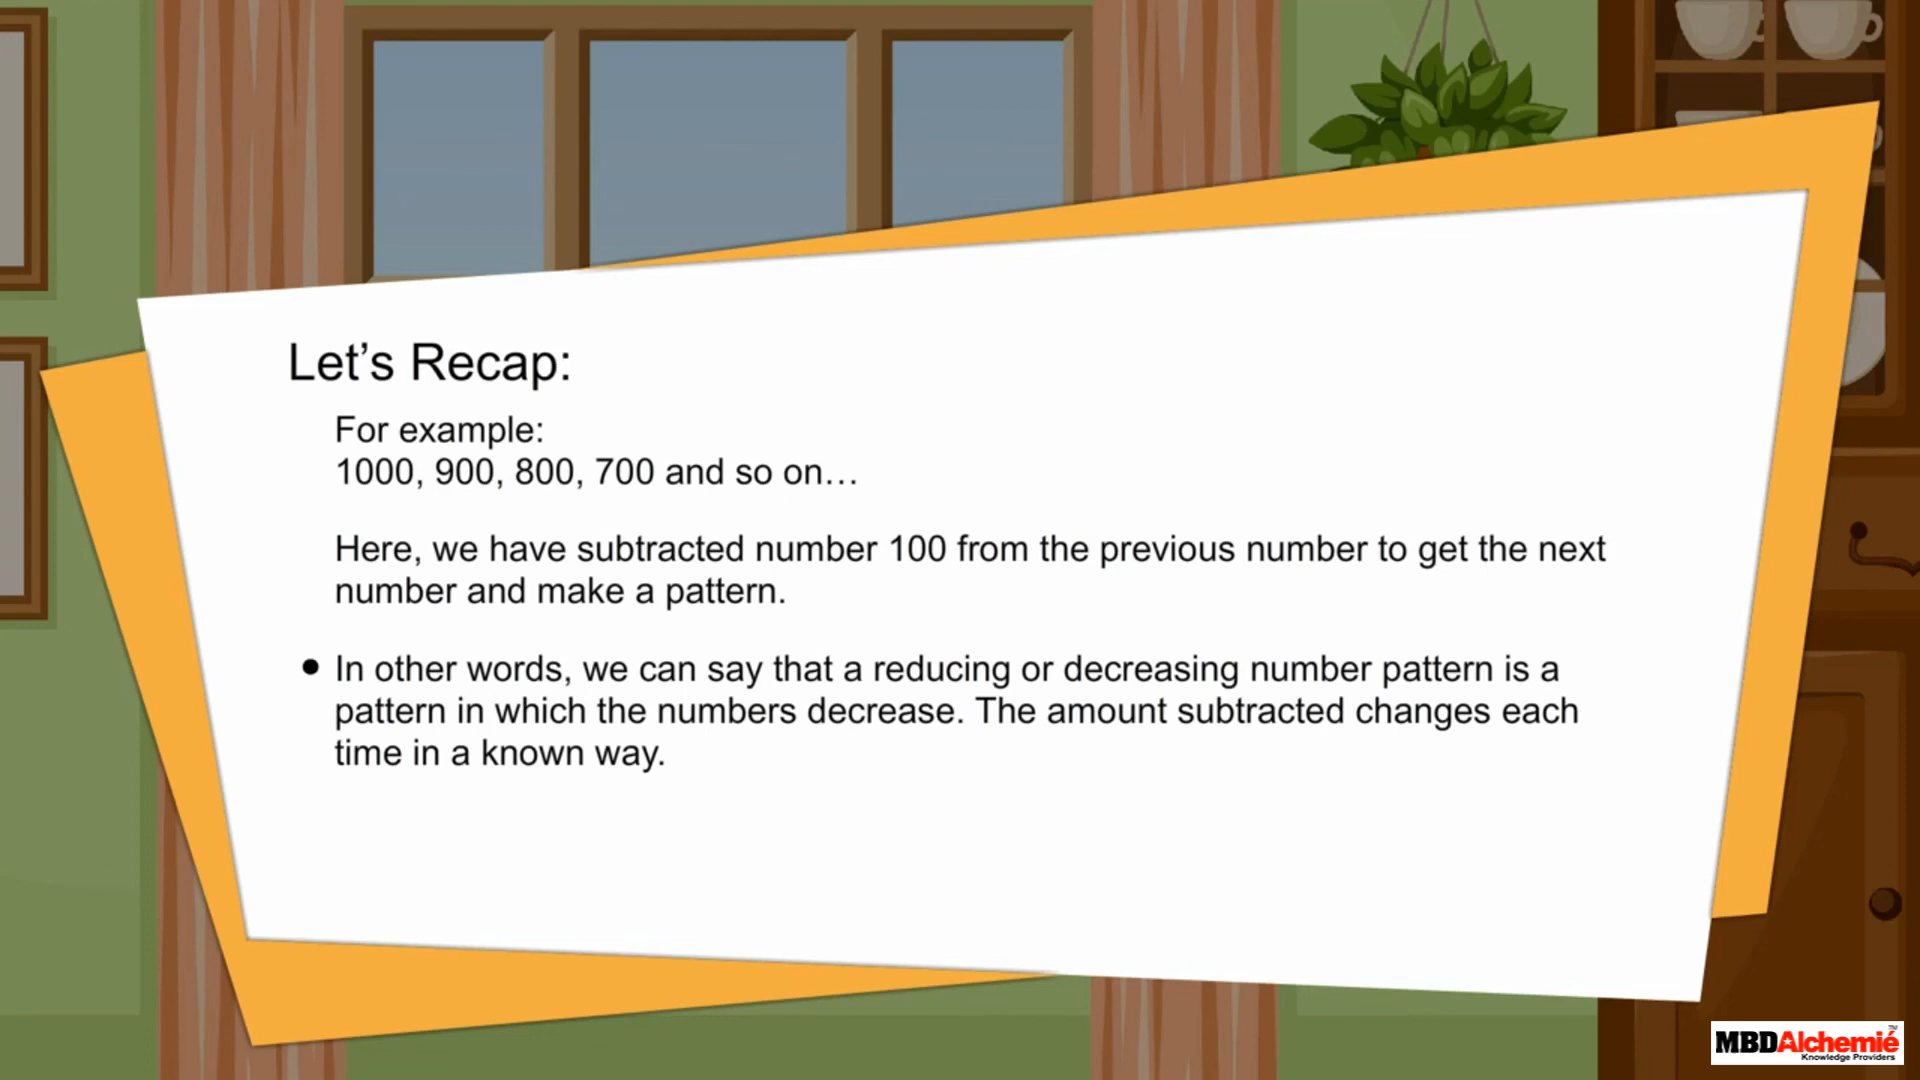 Let’s Recap:
For example:
1000, 900, 800, 700 and so on…
Here, we have subtracted number 100 from the previous number to get the next
number and make a pattern.
● In other words, we can say that a reducing or decreasing number pattern is a
pattern in which the numbers decrease. The amount subtracted changes each
time in a known way.
MBDAlchemié™
Knowledge Providers